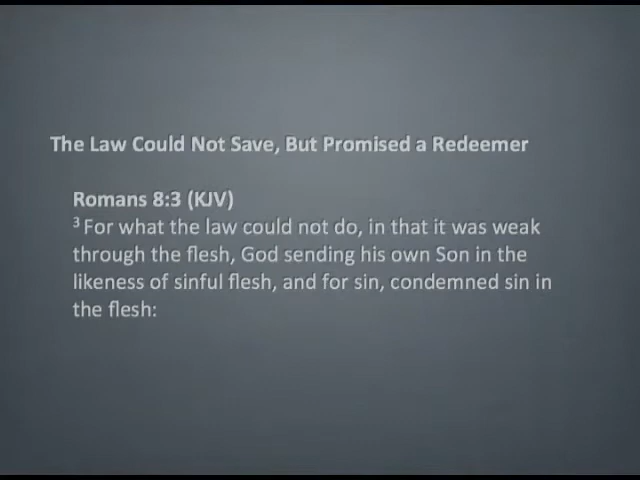 The Law Could Not Save, But Promised a Redeemer
Romans 8:3 (KJV)
³ For what the law could not do, in that it was weak
through the flesh, God sending his own Son in the
likeness of sinful flesh, and for sin, condemned sin in
the flesh: